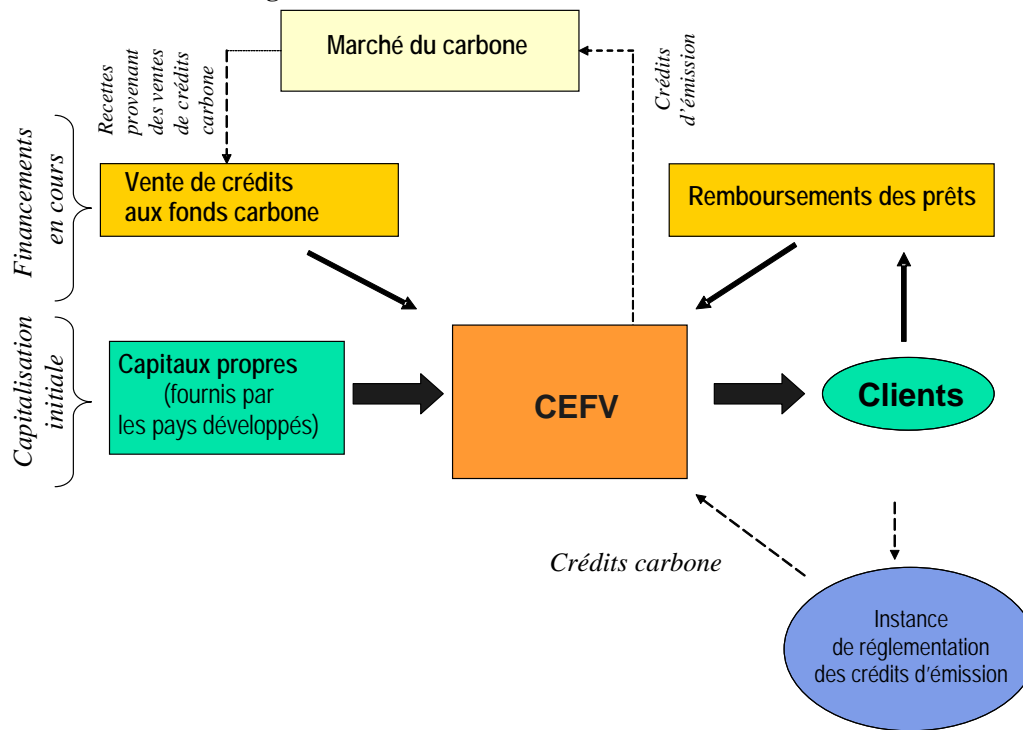 Marché du carbone
Recettes
provenant
des ventes
de crédits
carbone
Crédits
d'émission
Financements
en cours
Vente de crédits
aux fonds carbone
Remboursements des prêts
Capitalisation
initiale
Capitaux propres
(fournis par
les pays développés)
CEFV
Clients
Crédits carbone
Instance
de réglementation
des crédits d'émission